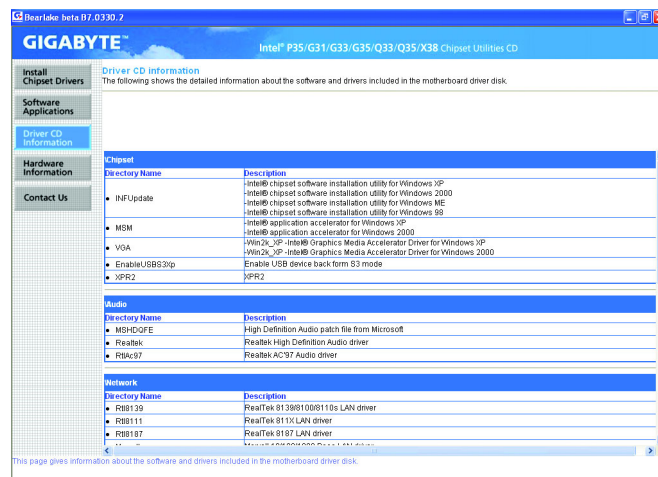 Bearlake beta B7.0330.2
GIGABYTE™
Intel® P35/G31/G33/G35/Q33/Q35/X38 Chipset Utilities CD
Install
Chipset Drivers
Software
Applications
Driver CD
Information
Hardware
Information
Contact Us
Driver CD information
The following shows the detailed information about the software and drivers included in the motherboard driver disk.
\Chipset
Directory Name Description
• INFUpdate
-Intel® chipset software installation utility for Windows XP
-Intel® chipset software installation utility for Windows 2000
-Intel® chipset software installation utility for Windows ME
-Intel® chipset software installation utility for Windows 98
• MSM
-Intel® application accelerator for Windows XP
-Intel® application accelerator for Windows 2000
• VGA
-Win2k_XP -Intel® Graphics Media Accelerator Driver for Windows XP
-Win2k_XP -Intel® Graphics Media Accelerator Driver for Windows 2000
• EnableUSBS3Xp Enable USB device back form S3 mode
• XPR2 XPR2
\Audio
Directory Name Description
• MSHDQFE High Definition Audio patch file from Microsoft
• Realtek Realtek High Definition Audio driver
• RtlAc97 Realtek AC'97 Audio driver
\Network
Directory Name Description
• Rtl8139 RealTek 8139/8100/8110s LAN driver
• Rtl8111 RealTek 811X LAN driver
• Rtl8187 RealTek 8187 LAN driver
This page gives information about the software and drivers included in the motherboard driver disk.